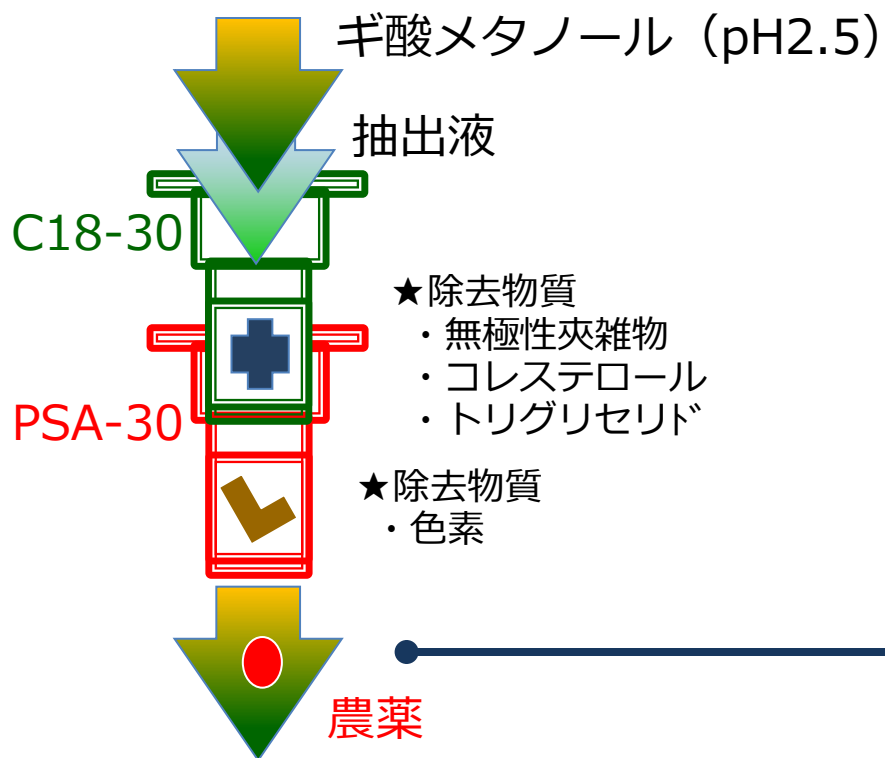 ギ酸メタノール（pH2.5）
抽出液
C18-30
★除去物質
・無極性夾雑物
・コレステロール
・トリグリセリド
PSA-30
★除去物質
・色素
農薬